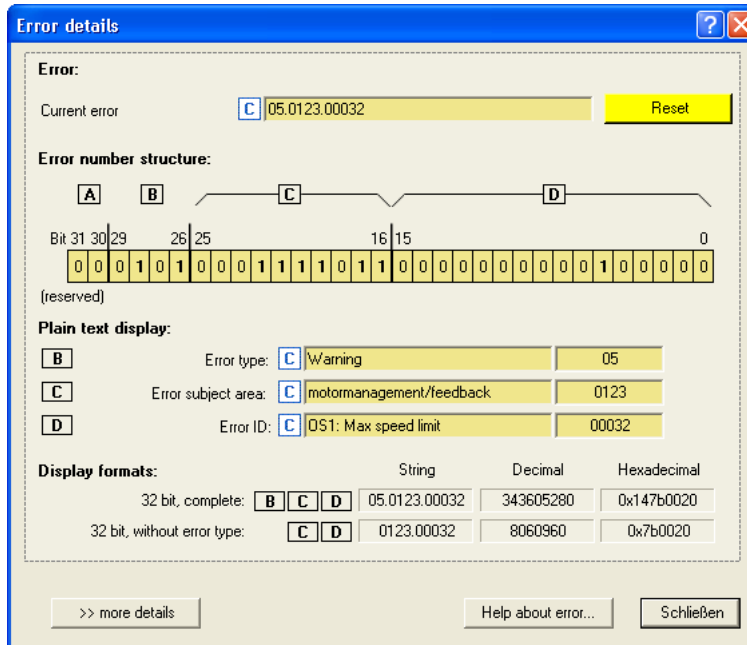 Error details
Error:
Current error C 05.0123.00032 Reset
Error number structure:
A B C D
Bit 31 30 29 26 25 16 15 0
0 0 0 1 0 1 0 0 0 1 1 1 1 0 1 1 0 0 0 0 0 0 0 0 0 0 1 0 0 0 0 0
(reserved)
Plain text display:
B Error type: C Warning 05
C Error subject area: C motormanagement/feedback 0123
D Error ID: C OS1: Max speed limit 00032
Display formats: String Decimal Hexadecimal
32 bit, complete: B C D 05.0123.00032 343605280 0x147b0020
32 bit, without error type: C D 0123.00032 8060960 0x7b0020
>> more details Help about error... Schließen